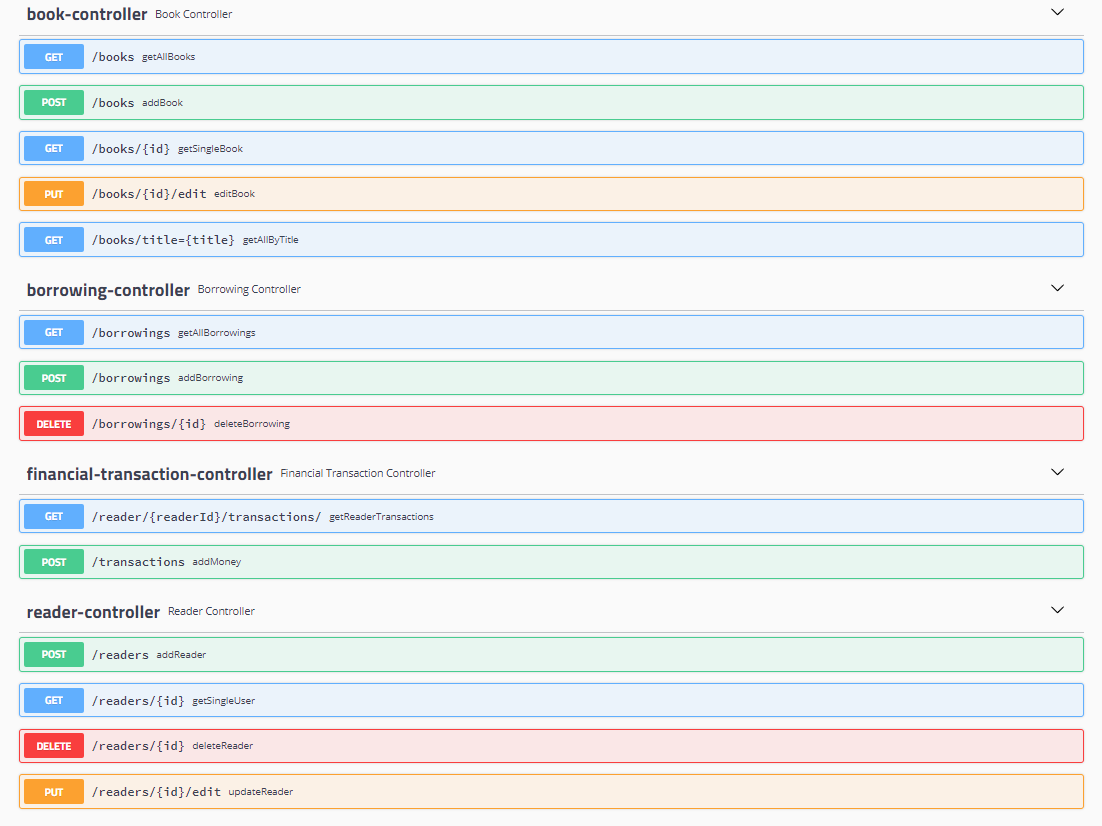 book-controller Book Controller
GET /books getAllBooks
POST /books addBook
GET /books/{id} getSingleBook
PUT /books/{id}/edit editBook
GET /books/title={title} getAllByTitle
borrowing-controller Borrowing Controller
GET /borrowings getAllBorrowings
POST /borrowings addBorrowing
DELETE /borrowings/{id} deleteBorrowing
financial-transaction-controller Financial Transaction Controller
GET /reader/{readerId}/transactions/ getReaderTransactions
POST /transactions addMoney
reader-controller Reader Controller
POST /readers addReader
GET /readers/{id} getSingleUser
DELETE /readers/{id} deleteReader
PUT /readers/{id}/edit updateReader